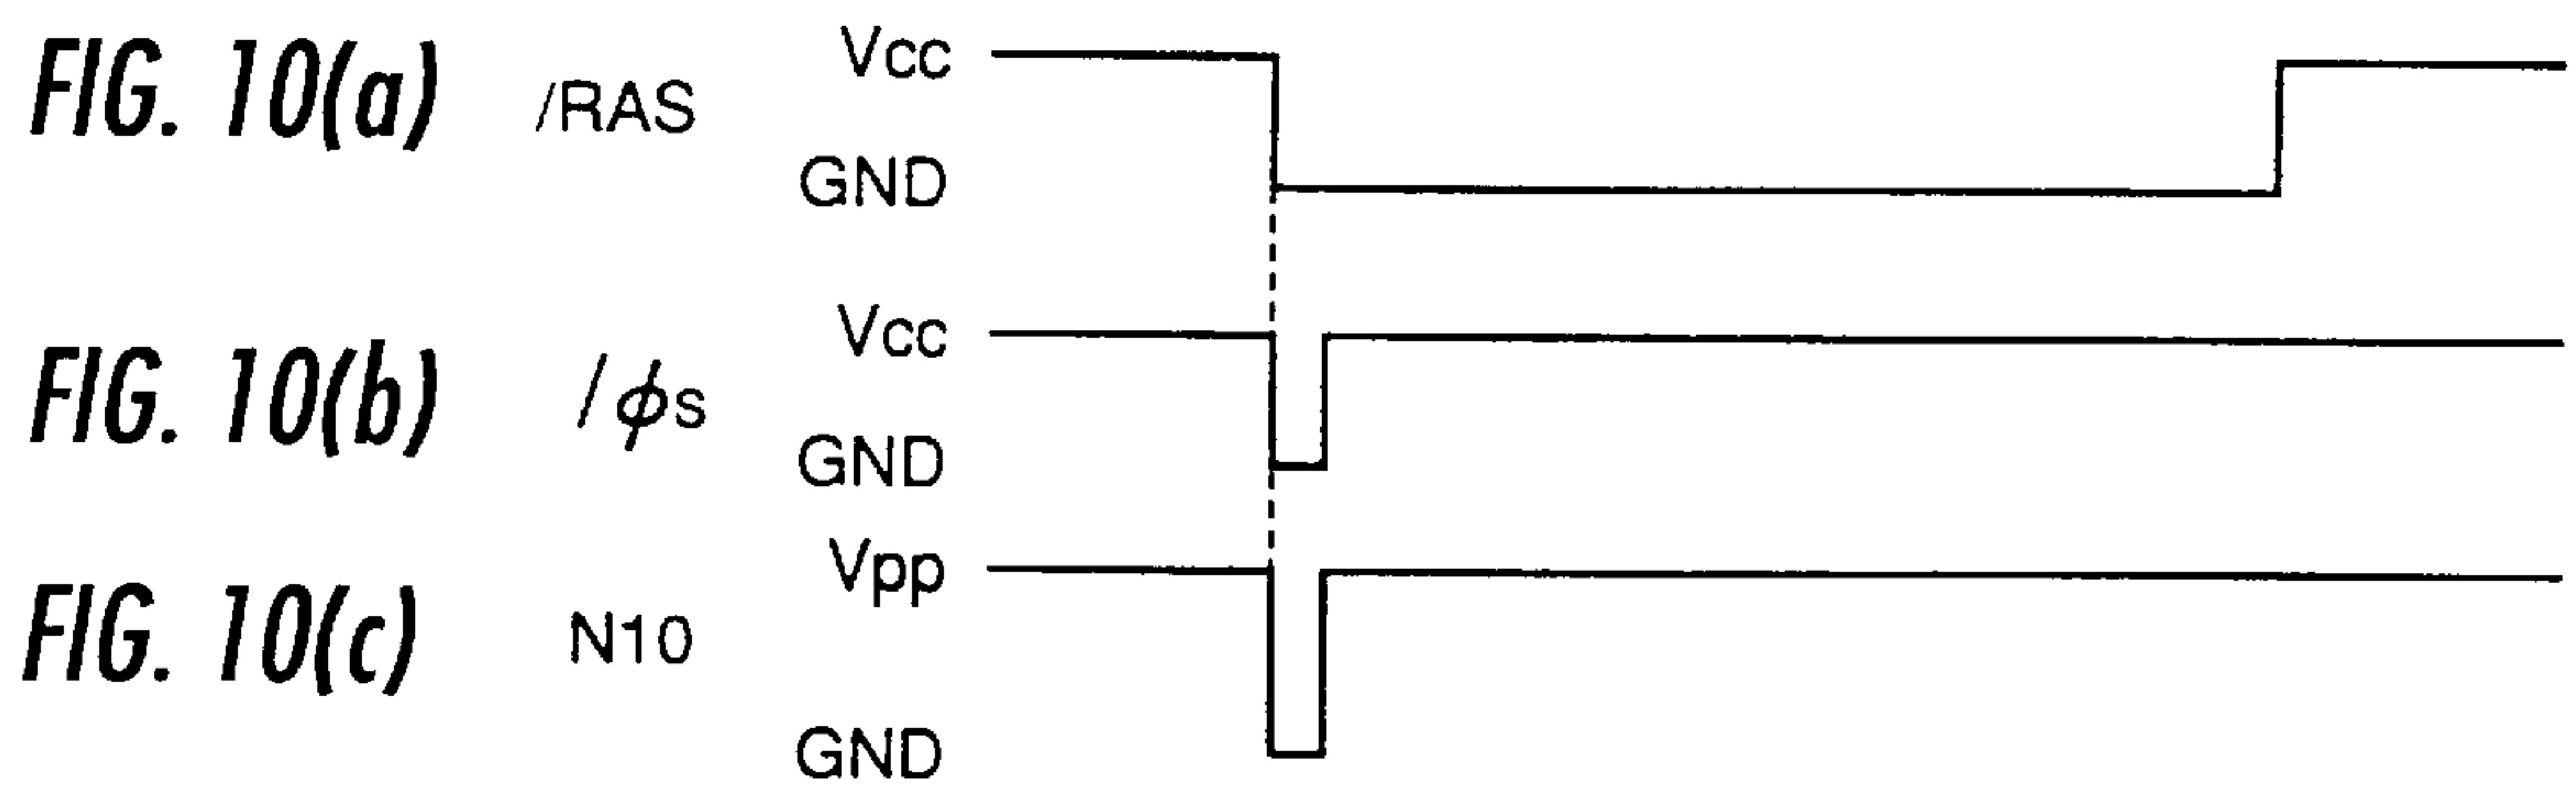 FIG. 10(a) /RAS Vcc
GND
FIG. 10(b) /ϕs Vcc
GND
FIG. 10(c) N10 Vpp
GND